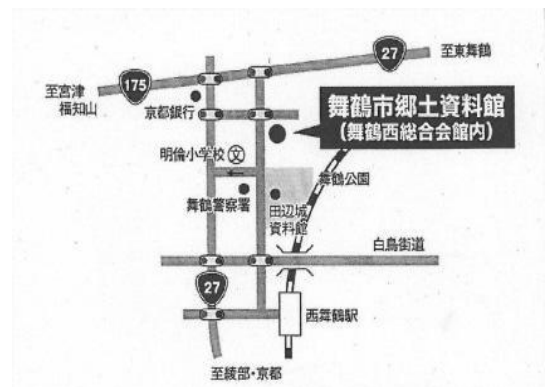 27
至東舞鶴
175
至宮津
福知山
京都銀行
舞鶴市郷土資料館
(舞鶴西総合会館内)
明倫小学校
文
舞鶴公園
舞鶴警察署
田辺城
資料館
白鳥街道
27
西舞鶴駅
至綾部・京都